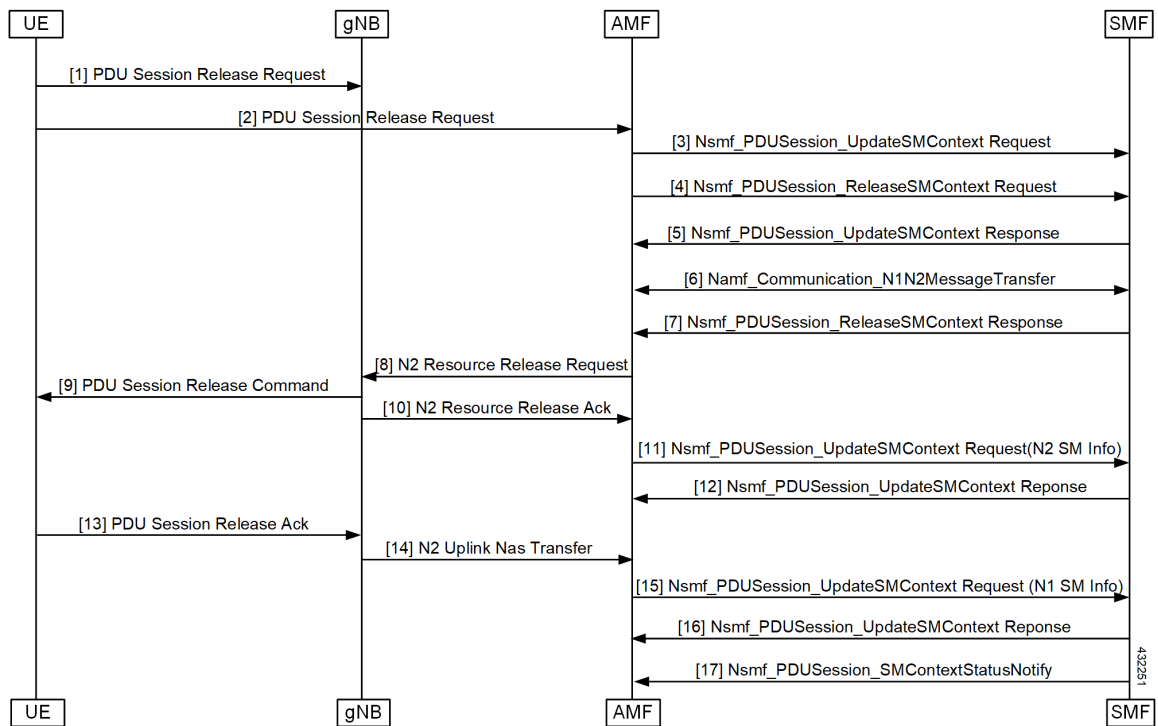 UE
gNB
AMF
SMF
[1] PDU Session Release Request
[2] PDU Session Release Request
[3] Nsmf_PDUSession_UpdateSMContext Request
[4] Nsmf_PDUSession_ReleaseSMContext Request
[5] Nsmf_PDUSession_UpdateSMContext Response
[6] Namf_Communication_N1N2MessageTransfer
[7] Nsmf_PDUSession_ReleaseSMContext Response
[8] N2 Resource Release Request
[9] PDU Session Release Command
[10] N2 Resource Release Ack
[11] Nsmf_PDUSession_UpdateSMContext Request(N2 SM Info)
[12] Nsmf_PDUSession_UpdateSMContext Reponse
[13] PDU Session Release Ack
[14] N2 Uplink Nas Transfer
[15] Nsmf_PDUSession_UpdateSMContext Request (N1 SM Info)
[16] Nsmf_PDUSession_UpdateSMContext Reponse
[17] Nsmf_PDUSession_SMContextStatusNotify
432251
UE
gNB
AMF
SMF